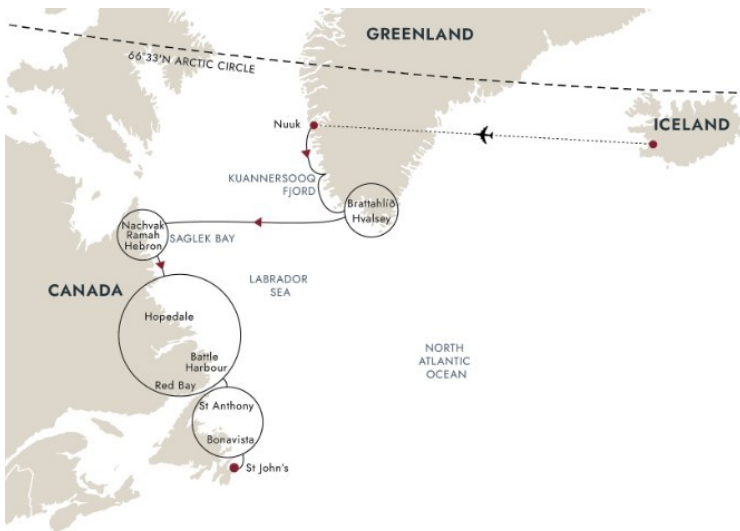 GREENLAND
66°33'N ARCTIC CIRCLE
Nuuk
ICELAND
KUANNERSOOQ
FJORD
Brattahlíð
Hvalsey
Nachvak
Ramah
Hebron
SAGLEK BAY
CANADA
LABRADOR
SEA
Hopedale
Battle
Harbour
Red Bay
NORTH
ATLANTIC
OCEAN
St Anthony
Bonavista
St John's